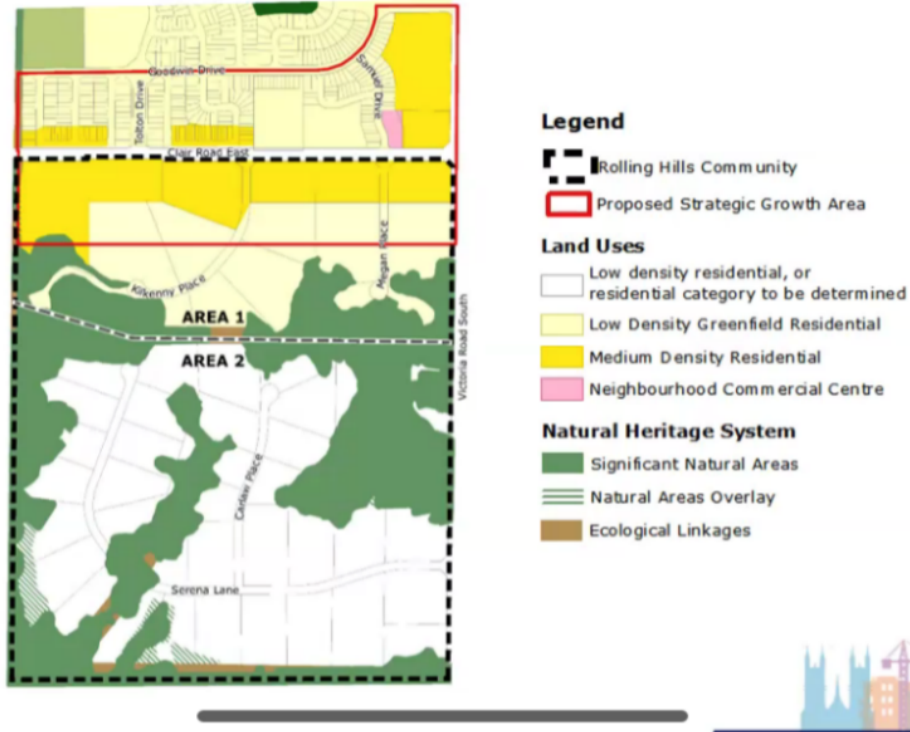 Goodwin Drive
Samuel Drive
Tolton Drive
Clair Road East
Megan Place
Kilkenny Place
AREA 1
AREA 2
Victoria Road South
Carlaw Place
Serena Lane
Legend
Rolling Hills Community
Proposed Strategic Growth Area
Land Uses
Low density residential, or
residential category to be determined
Low Density Greenfield Residential
Medium Density Residential
Neighbourhood Commercial Centre
Natural Heritage System
Significant Natural Areas
Natural Areas Overlay
Ecological Linkages